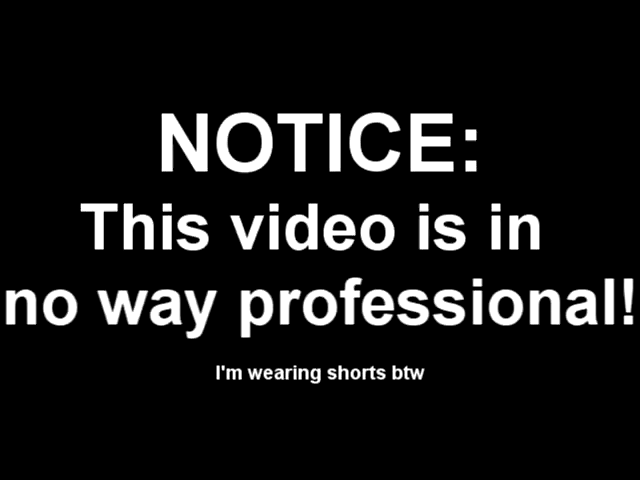 NOTICE:
This video is in
no way professional!
I'm wearing shorts btw